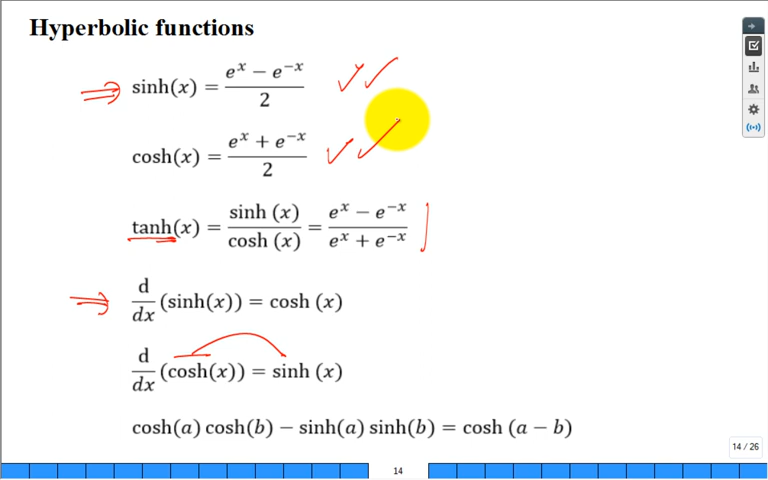 Hyperbolic functions
sinh(x) = (e^x − e^−x)/2
cosh(x) = (e^x + e^−x)/2
tanh(x) = sinh (x)/cosh (x) = (e^x − e^−x)/(e^x + e^−x)
d/dx (sinh(x)) = cosh (x)
d/dx (cosh(x)) = sinh (x)
cosh(a) cosh(b) − sinh(a) sinh(b) = cosh (a − b)
14 / 26
14